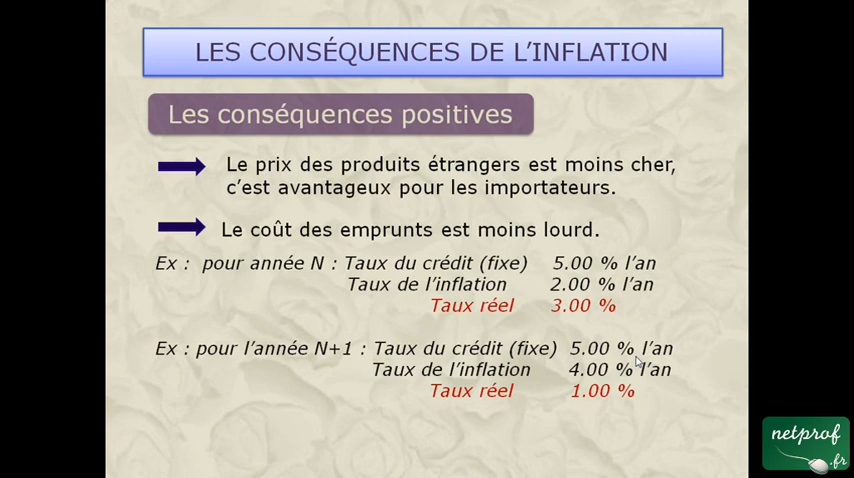 LES CONSÉQUENCES DE L'INFLATION
Les conséquences positives
Le prix des produits étrangers est moins cher,
c'est avantageux pour les importateurs.
Le coût des emprunts est moins lourd.
Ex :  pour année N : Taux du crédit (fixe) 5.00 % l'an
Taux de l'inflation 2.00 % l'an
Taux réel 3.00 %
Ex : pour l'année N+1 : Taux du crédit (fixe) 5.00 % l'an
Taux de l'inflation 4.00 % l'an
Taux réel 1.00 %
netprof
.fr